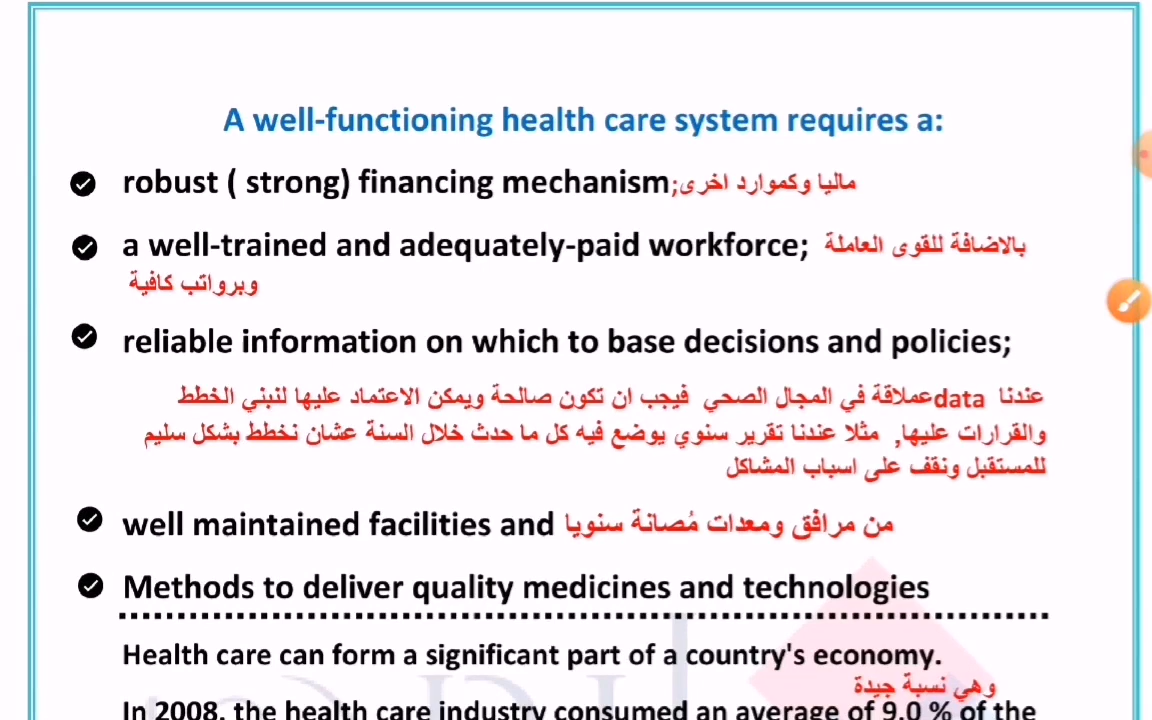 A well-functioning health care system requires a:
robust ( strong) financing mechanism; ماليا وكموارد اخرى
a well-trained and adequately-paid workforce; بالاضافة للقوى العاملة
وبرواتب كافية
reliable information on which to base decisions and policies;
عندنا data عملاقة في المجال الصحي فيجب ان تكون صالحة ويمكن الاعتماد عليها لنبني الخطط
والقرارات عليها, مثلا عندنا تقرير سنوي يوضع فيه كل ما حدث خلال السنة عشان نخطط بشكل سليم
للمستقبل ونقف على اسباب المشاكل
well maintained facilities and من مرافق ومعدات مُصانة سنويا
Methods to deliver quality medicines and technologies
Health care can form a significant part of a country's economy.
وهي نسبة جيدة
In 2008, the health care industry consumed an average of 9.0 % of the